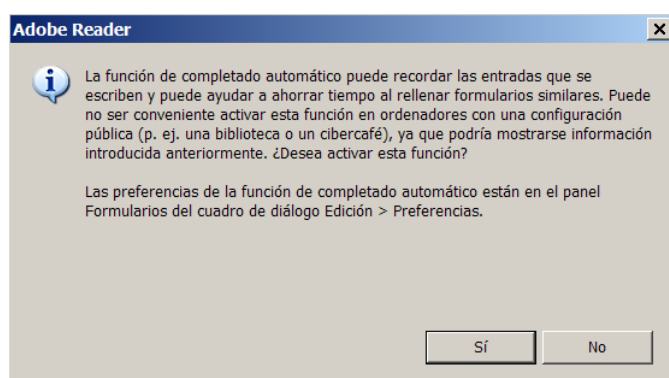 Adobe Reader
La función de completado automático puede recordar las entradas que se
escriben y puede ayudar a ahorrar tiempo al rellenar formularios similares. Puede
no ser conveniente activar esta función en ordenadores con una configuración
pública (p. ej. una biblioteca o un cibercafé), ya que podría mostrarse información
introducida anteriormente. ¿Desea activar esta función?
Las preferencias de la función de completado automático están en el panel
Formularios del cuadro de diálogo Edición > Preferencias.
Sí
No